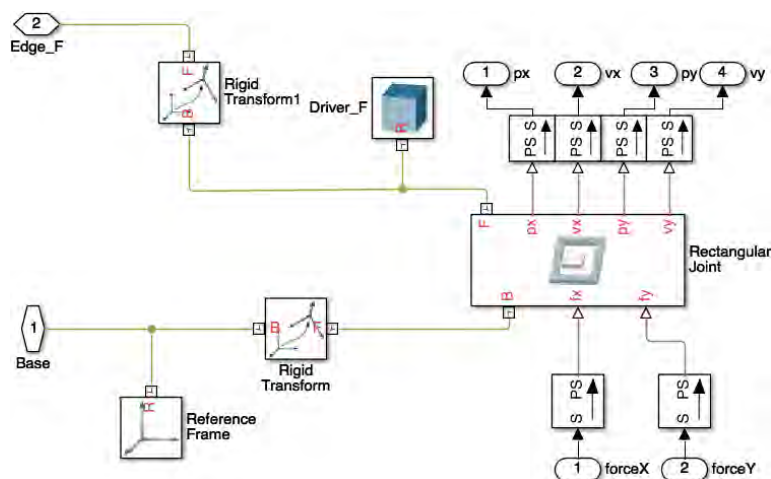 2
Edge_F
F
B
Rigid
Transform1
Driver_F
R
1 px
2 vx
3 py
4 vy
PS S
PS S
PS S
PS S
F
px
vx
py
vy
Rectangular
Joint
B
fx
fy
1
Base
B
F
Rigid
Transform
R
Reference
Frame
S PS
S PS
1 forceX
2 forceY